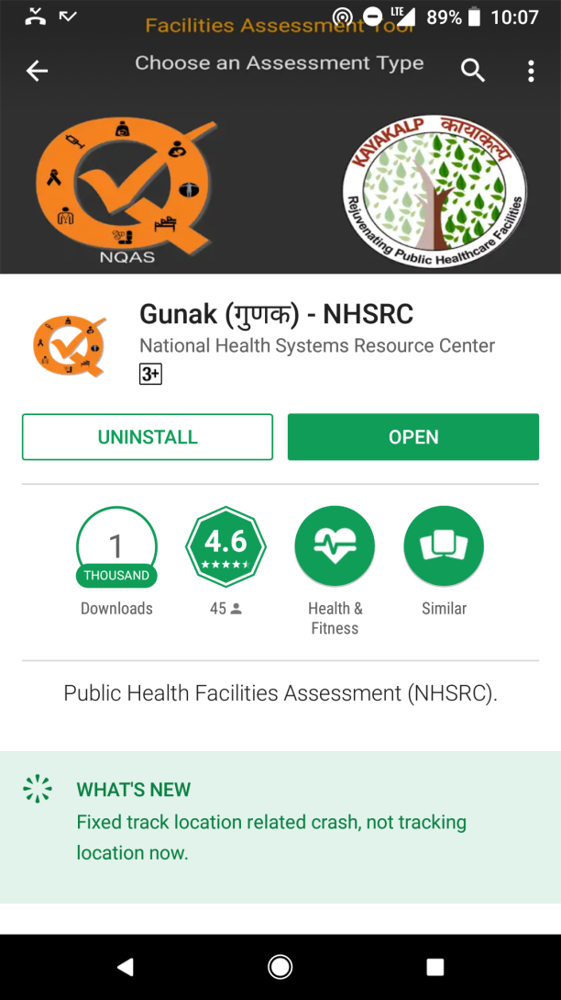 LTE 89% 10:07
Facilities Assessment Tool
Choose an Assessment Type
NQAS
KAYAKALP कायाकल्प
Rejuvenating Public Healthcare Facilities
Gunak (गुणक) - NHSRC
National Health Systems Resource Center
3+
UNINSTALL
OPEN
1
THOUSAND
Downloads
4.6
45
Health &
Fitness
Similar
Public Health Facilities Assessment (NHSRC).
WHAT'S NEW
Fixed track location related crash, not tracking
location now.